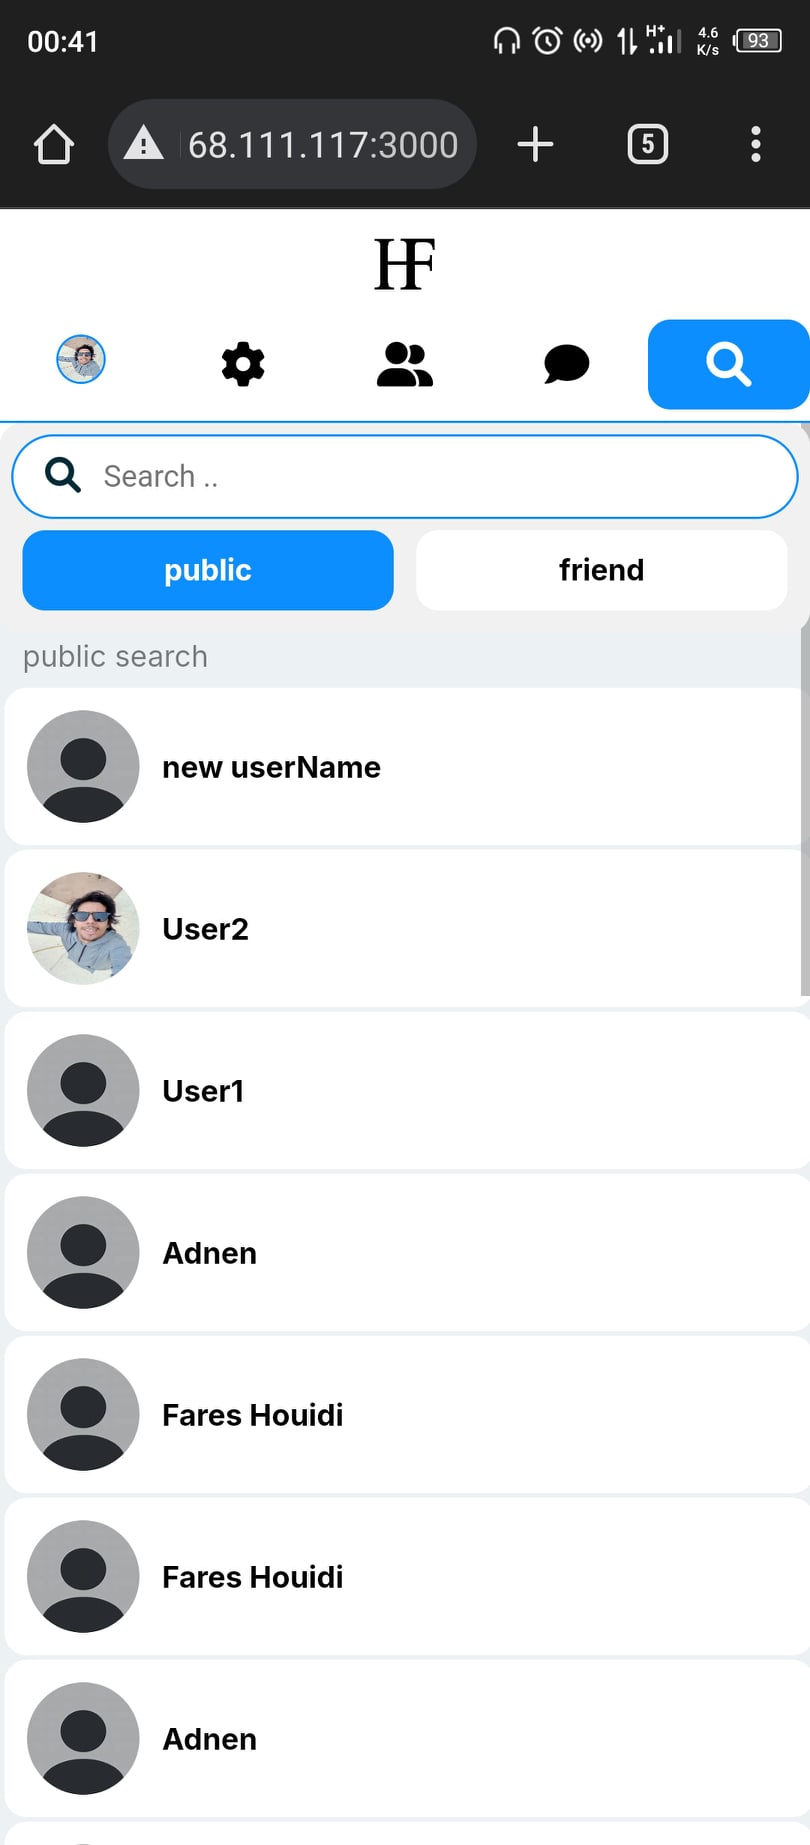 00:41
H+
4.6
K/s
93
68.111.117:3000
5
HF
Search ..
public
friend
public search
new userName
User2
User1
Adnen
Fares Houidi
Fares Houidi
Adnen